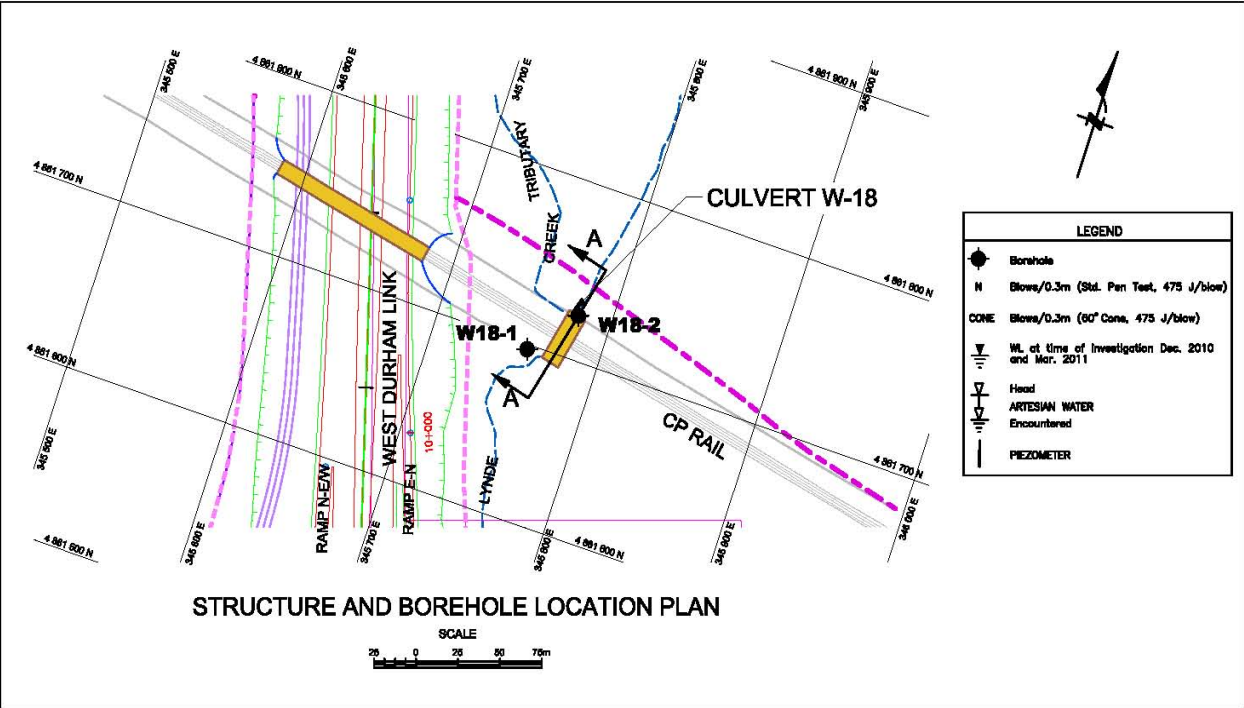 345 500 E
4 861 800 N
345 600 E
345 700 E
345 800 E
4 861 900 N
345 900 E
4 861 700 N
TRIBUTARY
CREEK
LYNDE
CULVERT W-18
A
A
W18-1
W18-2
4 861 800 N
WEST DURHAM LINK
4 861 600 N
345 500 E
10+000
CP RAIL
4 861 700 N
RAMP N-E/W
RAMP E-N
4 861 500 N
345 600 E
345 700 E
345 800 E
4 861 600 N
345 900 E
346 000 E
N
LEGEND
Borehole
N Blows/0.3m (Std. Pen Test, 475 J/blow)
CONE Blows/0.3m (60° Cone, 475 J/blow)
WL at time of investigation Dec. 2010
and Mar. 2011
Head
ARTESIAN WATER
Encountered
PIEZOMETER
STRUCTURE AND BOREHOLE LOCATION PLAN
SCALE
25 0 25 50 75m